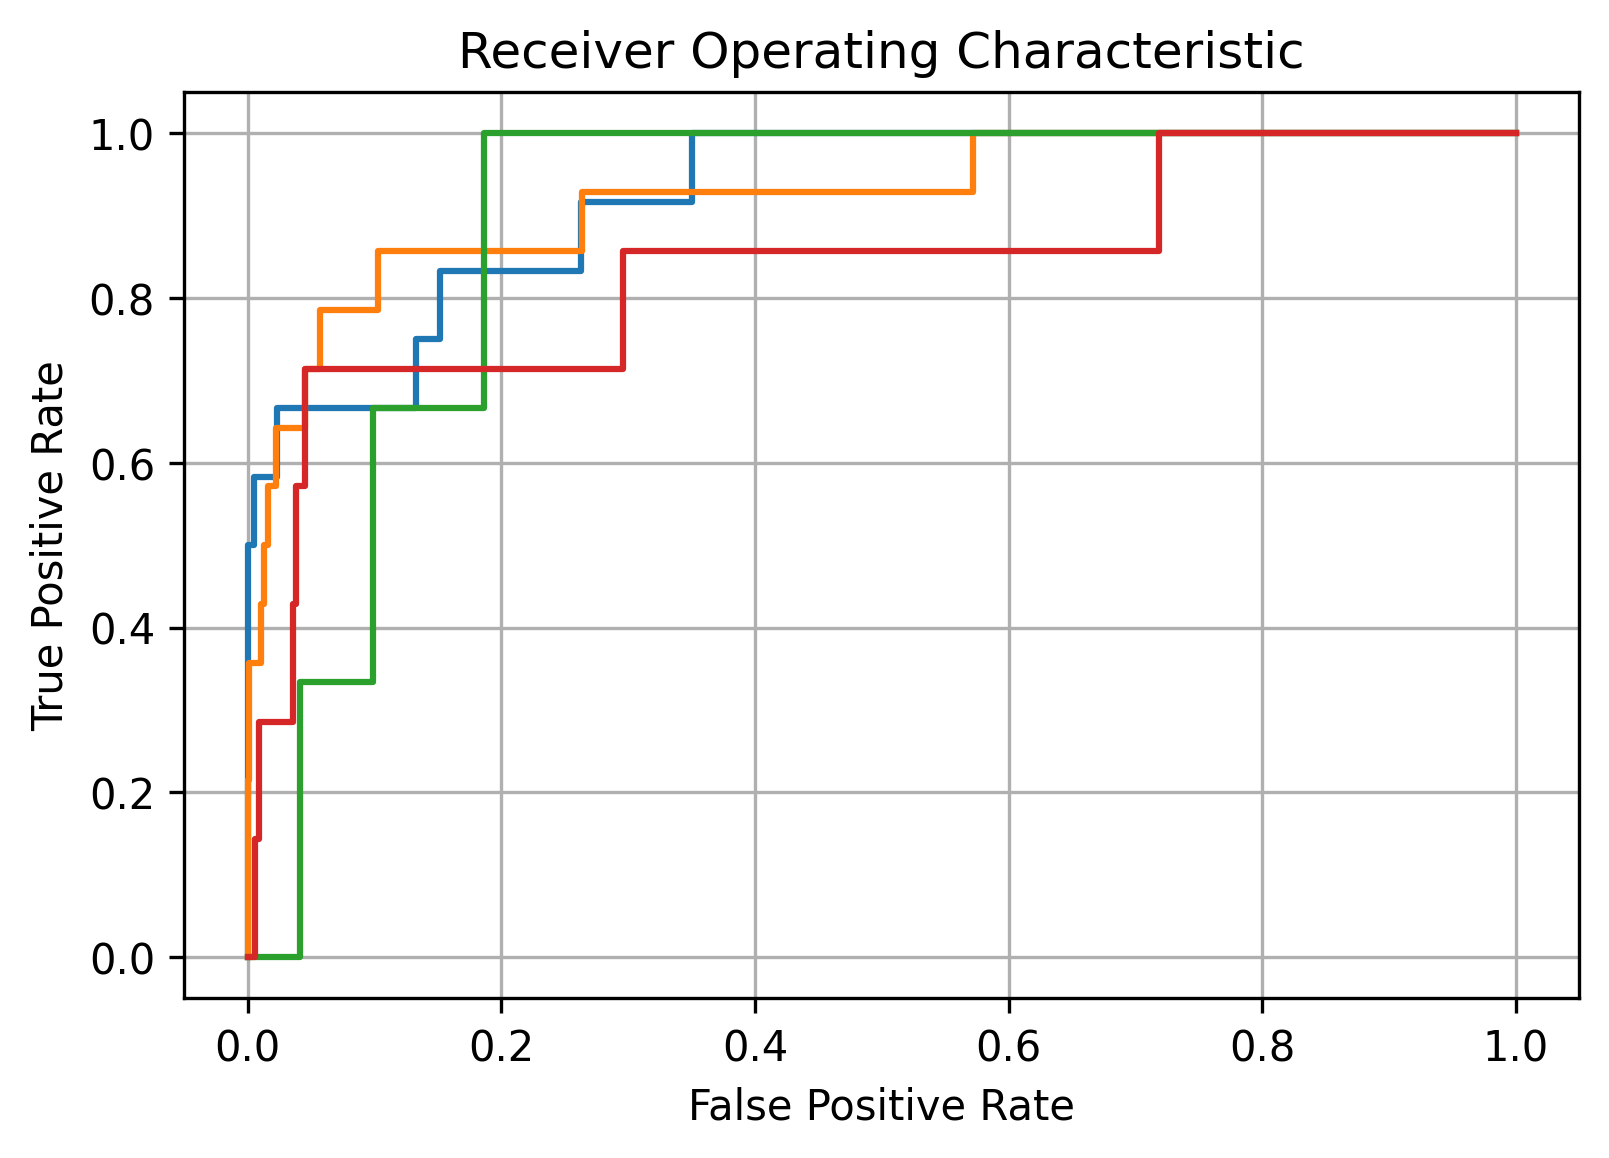 Receiver Operating Characteristic
True Positive Rate
1.0
0.8
0.6
0.4
0.2
0.0
0.0 0.2 0.4 0.6 0.8 1.0
False Positive Rate